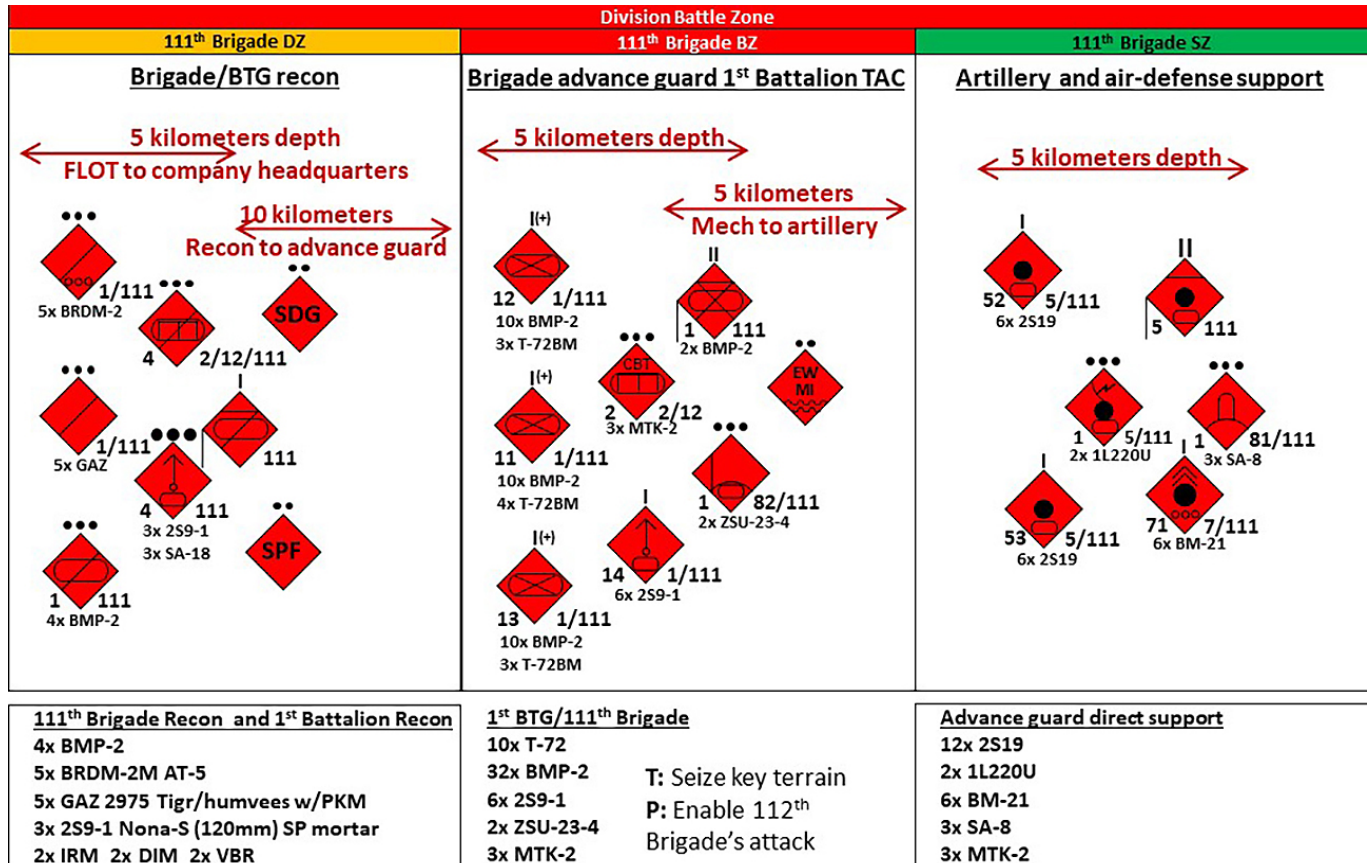 Division Battle Zone
111th Brigade DZ
111th Brigade BZ
111th Brigade SZ
Brigade/BTG recon
5 kilometers depth
FLOT to company headquarters
10 kilometers
Recon to advance guard
1/111
5x BRDM-2
4 2/12/111
SDG
1/111
5x GAZ
111
4 111
3x 2S9-1
3x SA-18
SPF
1 111
4x BMP-2
Brigade advance guard 1st Battalion TAC
5 kilometers depth
5 kilometers
Mech to artillery
I(+)
12 1/111
10x BMP-2
3x T-72BM
II
1 111
2x BMP-2
CBT
2 2/12
3x MTK-2
EW
MI
I(+)
11 1/111
10x BMP-2
4x T-72BM
1 82/111
2x ZSU-23-4
I
14 1/111
6x 2S9-1
I(+)
13 1/111
10x BMP-2
3x T-72BM
Artillery and air-defense support
5 kilometers depth
I
52 5/111
6x 2S19
II
5 111
1 5/111
2x 1L220U
1 81/111
3x SA-8
I
53 5/111
6x 2S19
I
71 7/111
6x BM-21
111th Brigade Recon and 1st Battalion Recon
4x BMP-2
5x BRDM-2M AT-5
5x GAZ 2975 Tigr/humvees w/PKM
3x 2S9-1 Nona-S (120mm) SP mortar
2x IRM 2x DIM 2x VBR
1st BTG/111th Brigade
10x T-72
32x BMP-2
6x 2S9-1
2x ZSU-23-4
3x MTK-2
T: Seize key terrain
P: Enable 112th
Brigade's attack
Advance guard direct support
12x 2S19
2x 1L220U
6x BM-21
3x SA-8
3x MTK-2